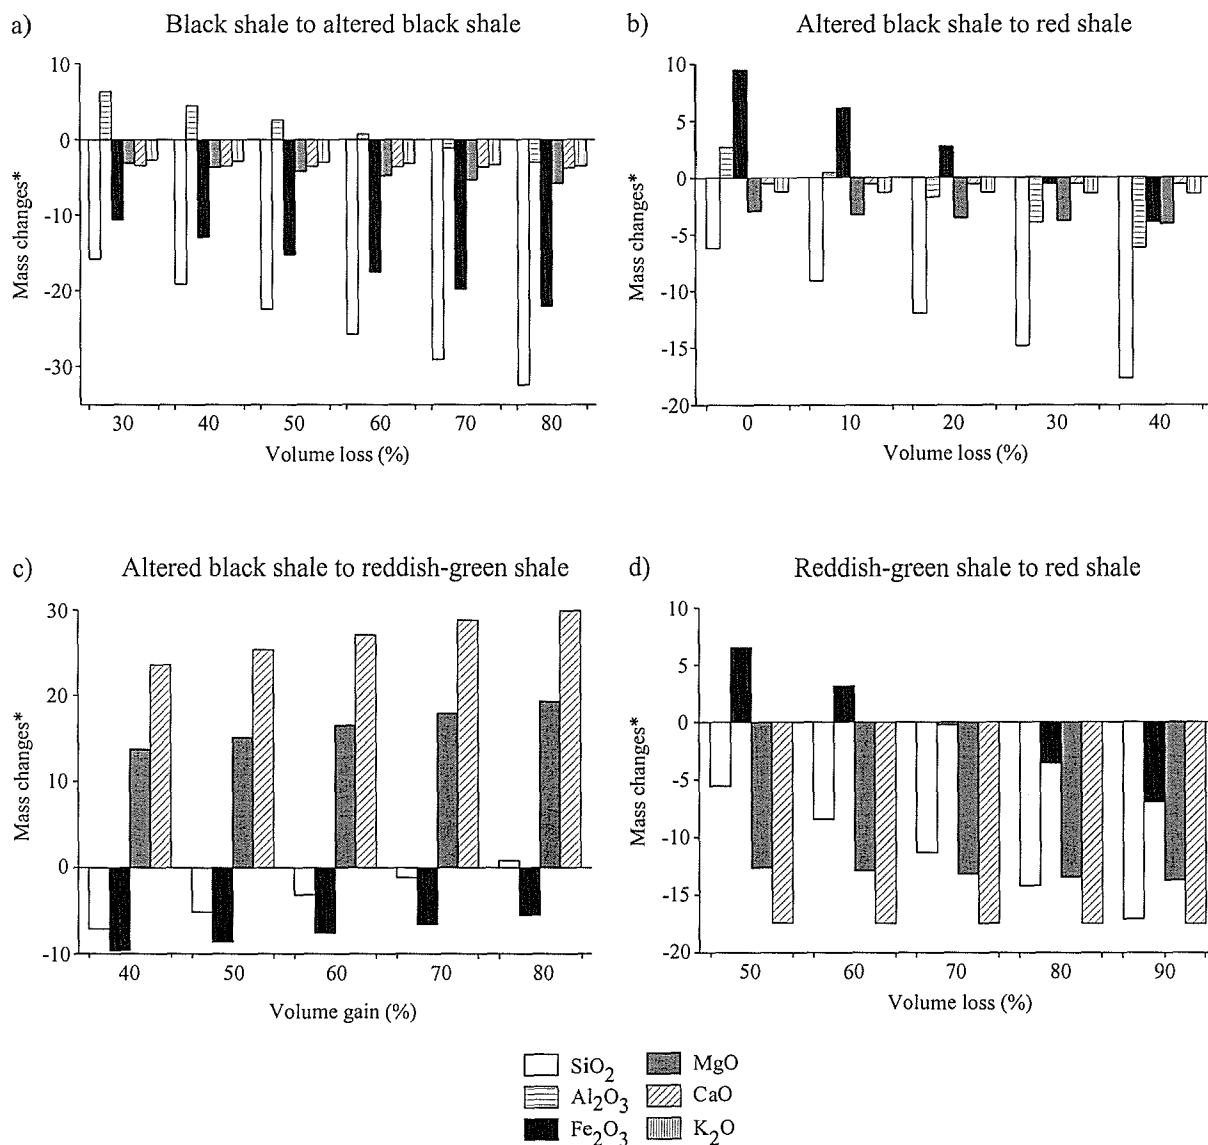 a) Black shale to altered black shale
10
0
-10
-20
-30
Mass changes*
30 40 50 60 70 80
Volume loss (%)
b) Altered black shale to red shale
10
5
0
-5
-10
-15
-20
Mass changes*
0 10 20 30 40
Volume loss (%)
c) Altered black shale to reddish-green shale
30
20
10
0
-10
Mass changes*
40 50 60 70 80
Volume gain (%)
d) Reddish-green shale to red shale
10
5
0
-5
-10
-15
-20
Mass changes*
50 60 70 80 90
Volume loss (%)
SiO₂
Al₂O₃
Fe₂O₃
MgO
CaO
K₂O